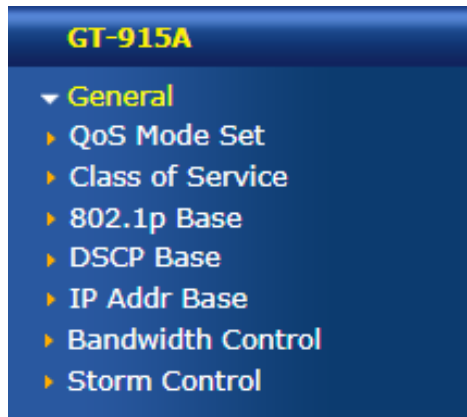 GT-915A
General
QoS Mode Set
Class of Service
802.1p Base
DSCP Base
IP Addr Base
Bandwidth Control
Storm Control